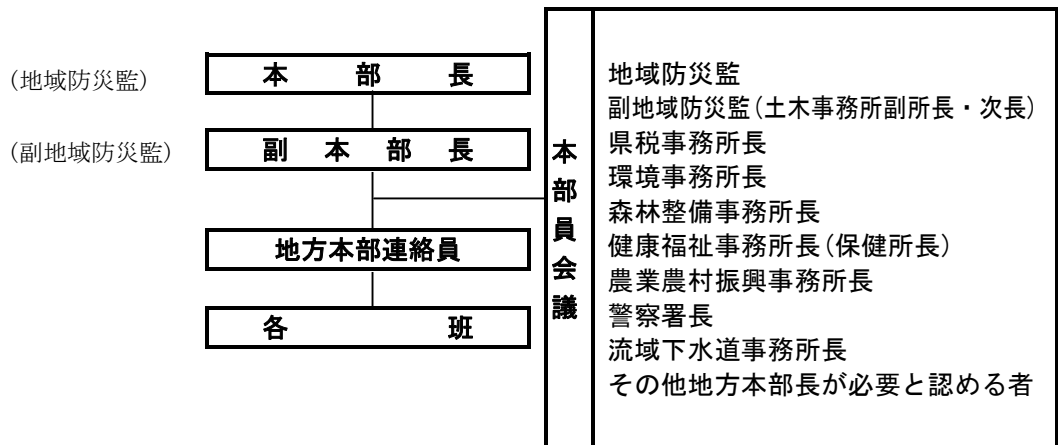 (地域防災監) 本部長
(副地域防災監) 副本部長
地方本部連絡員
各班
本部員会議
地域防災監
副地域防災監(土木事務所副所長・次長)
県税事務所長
環境事務所長
森林整備事務所長
健康福祉事務所長(保健所長)
農業農村振興事務所長
警察署長
流域下水道事務所長
その他地方本部長が必要と認める者